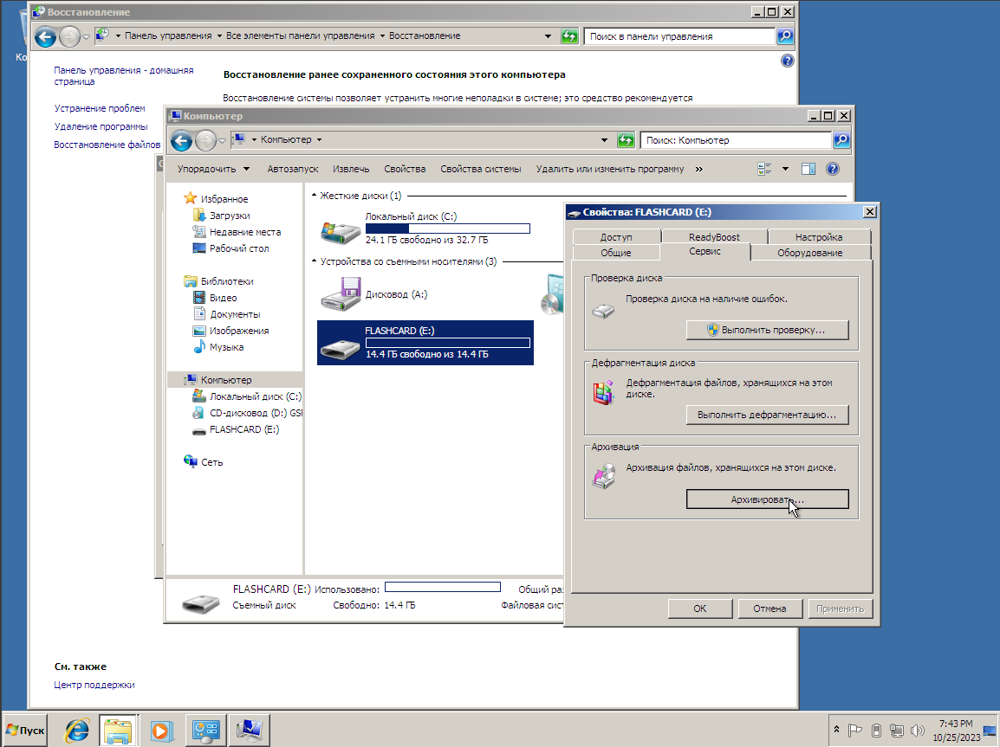 Восстановление
Панель управления
Все элементы панели управления
Восстановление
Поиск в панели управления
Панель управления - домашняя
страница
Устранение проблем
Удаление программы
Восстановление файлов
Восстановление ранее сохраненного состояния этого компьютера
Восстановление системы позволяет устранить многие неполадки в системе; это средство рекомендуется
См. также
Центр поддержки
Компьютер
Компьютер
Поиск: Компьютер
Упорядочить
Автозапуск
Извлечь
Свойства
Свойства системы
Удалить или изменить программу
»
Избранное
Загрузки
Недавние места
Рабочий стол
Библиотеки
Видео
Документы
Изображения
Музыка
Компьютер
Локальный диск (C:)
CD-дисковод (D:)
FLASHCARD (E:)
Сеть
Жесткие диски (1)
Локальный диск (C:)
24.1 ГБ свободно из 32.7 ГБ
Устройства со съемными носителями (3)
Дисковод (A:)
FLASHCARD (E:)
14.4 ГБ свободно из 14.4 ГБ
FLASHCARD (E:) Использовано:
Общий
Съемный диск
Свободно: 14.4 ГБ
Файловая
Свойства: FLASHCARD (E:)
Доступ
ReadyBoost
Настройка
Общие
Сервис
Оборудование
Проверка диска
Проверка диска на наличие ошибок.
Выполнить проверку...
Дефрагментация диска
Дефрагментация файлов, хранящихся на этом
диске.
Выполнить дефрагментацию...
Архивация
Архивация файлов, хранящихся на этом диске.
Архивировать...
OK
Отмена
Применить
Пуск
7:43 PM
10/25/2023